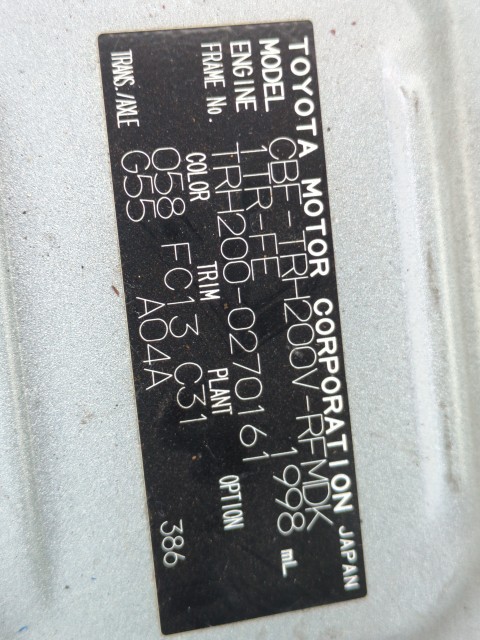 TOYOTA MOTOR CORPORATION JAPAN
MODEL CBF-TRH200V-RFMDK
ENGINE 1TR-FE 1998 mL
FRAME No. TRH200-0270161
COLOR TRIM PLANT OPTION
058 FC13 C31
TRANS./AXLE G55 A04A 386